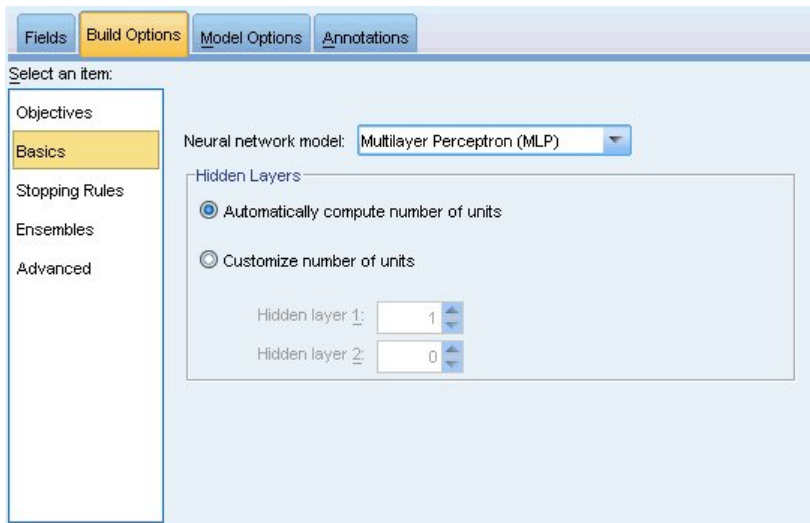 Fields Build Options Model Options Annotations
Select an item:
Objectives
Basics
Stopping Rules
Ensembles
Advanced
Neural network model: Multilayer Perceptron (MLP)
Hidden Layers
Automatically compute number of units
Customize number of units
Hidden layer 1: 1
Hidden layer 2: 0